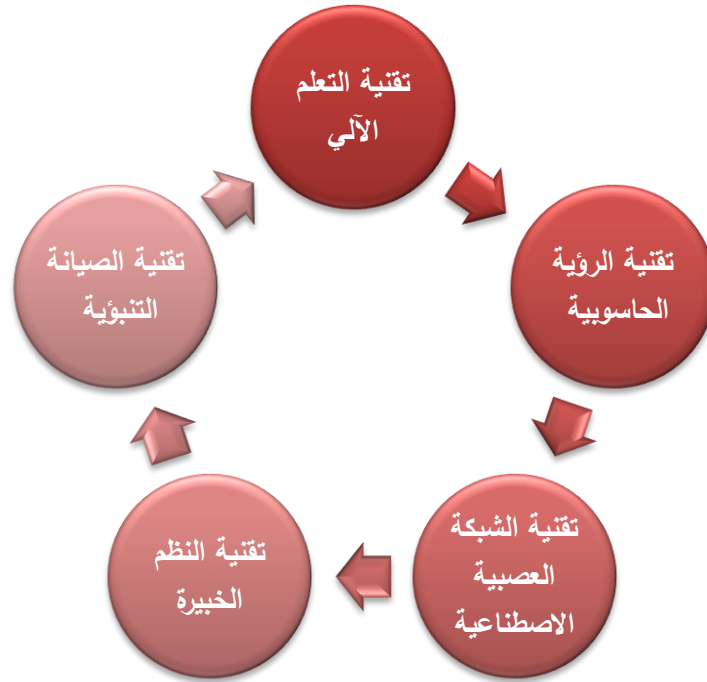 تقنية التعلم
الآلي
تقنية الرؤية
الحاسوبية
تقنية الشبكة
العصبية
الاصطناعية
تقنية النظم
الخبيرة
تقنية الصيانة
التنبؤية